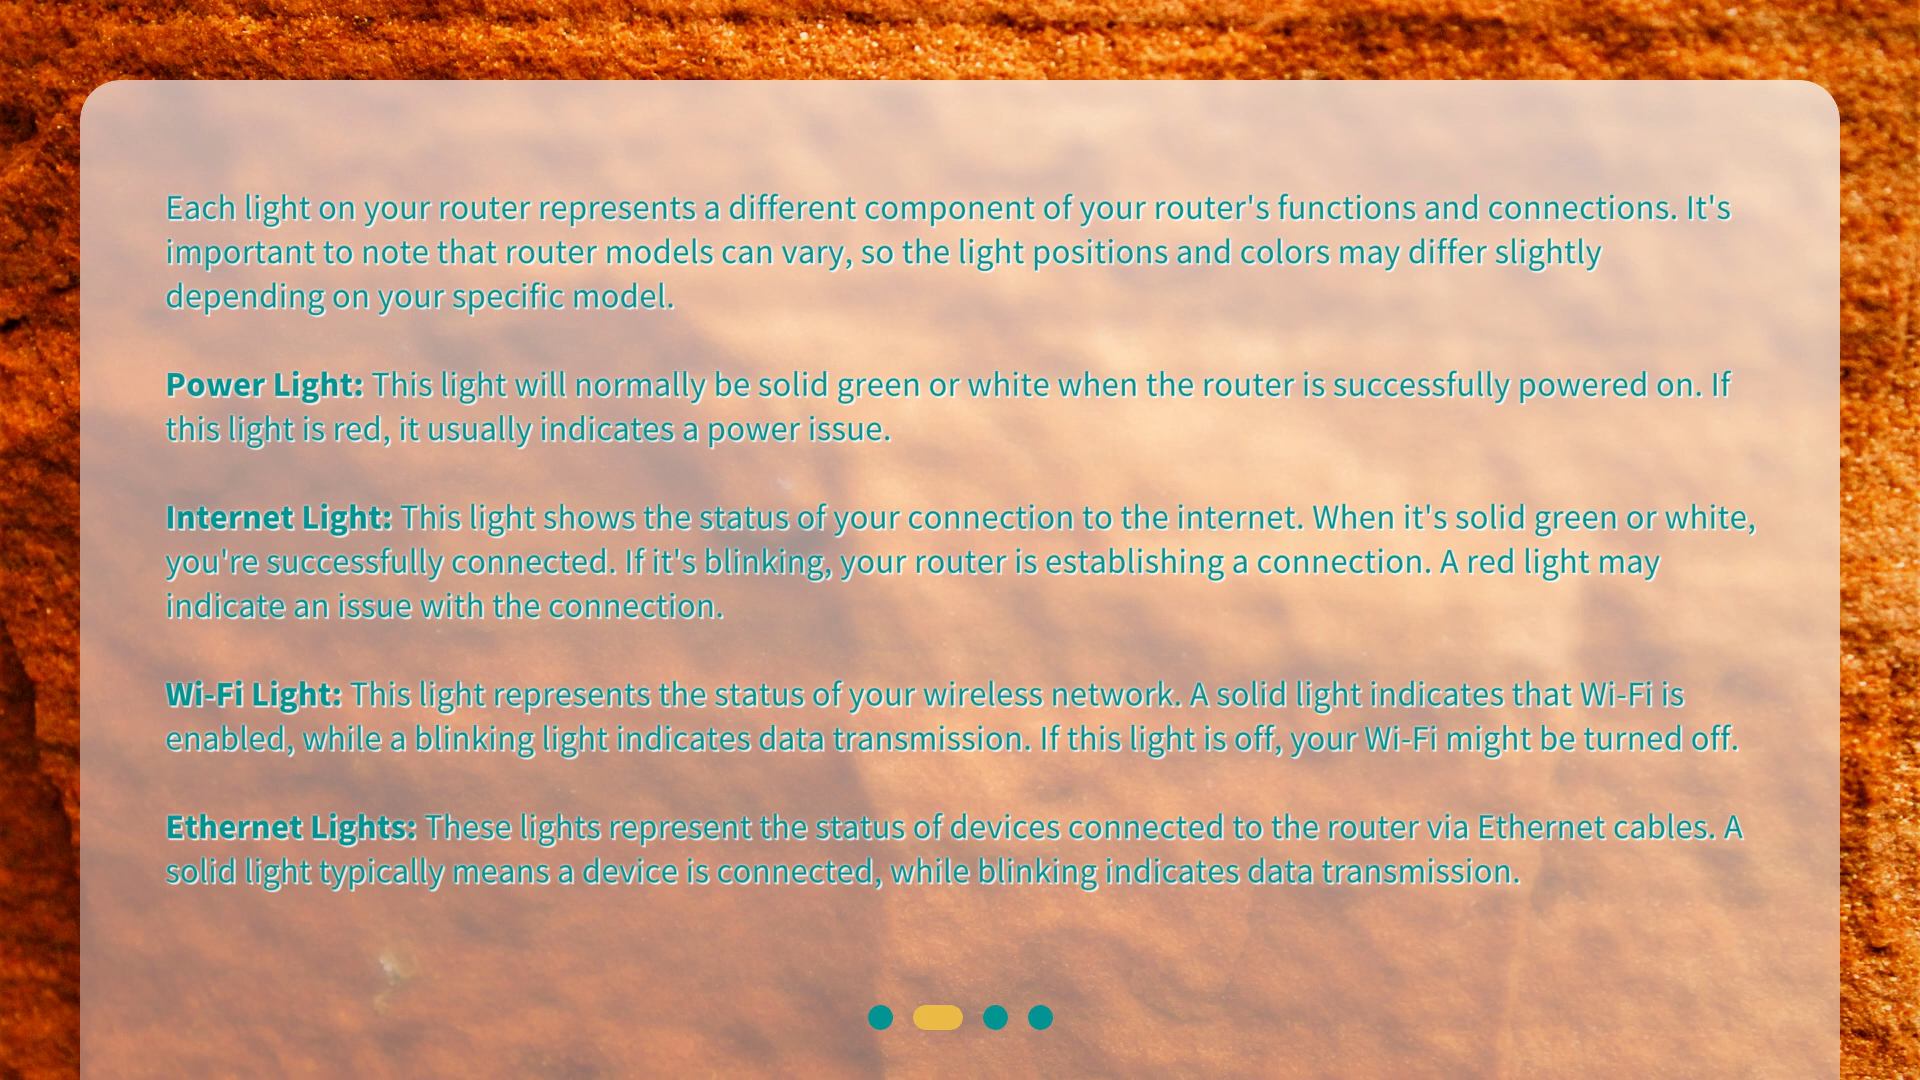 Each light on your router represents a different component of your router's functions and connections. It's
important to note that router models can vary, so the light positions and colors may differ slightly
depending on your specific model.
Power Light: This light will normally be solid green or white when the router is successfully powered on. If
this light is red, it usually indicates a power issue.
Internet Light: This light shows the status of your connection to the internet. When it's solid green or white,
you're successfully connected. If it's blinking, your router is establishing a connection. A red light may
indicate an issue with the connection.
Wi-Fi Light: This light represents the status of your wireless network. A solid light indicates that Wi-Fi is
enabled, while a blinking light indicates data transmission. If this light is off, your Wi-Fi might be turned off.
Ethernet Lights: These lights represent the status of devices connected to the router via Ethernet cables. A
solid light typically means a device is connected, while blinking indicates data transmission.